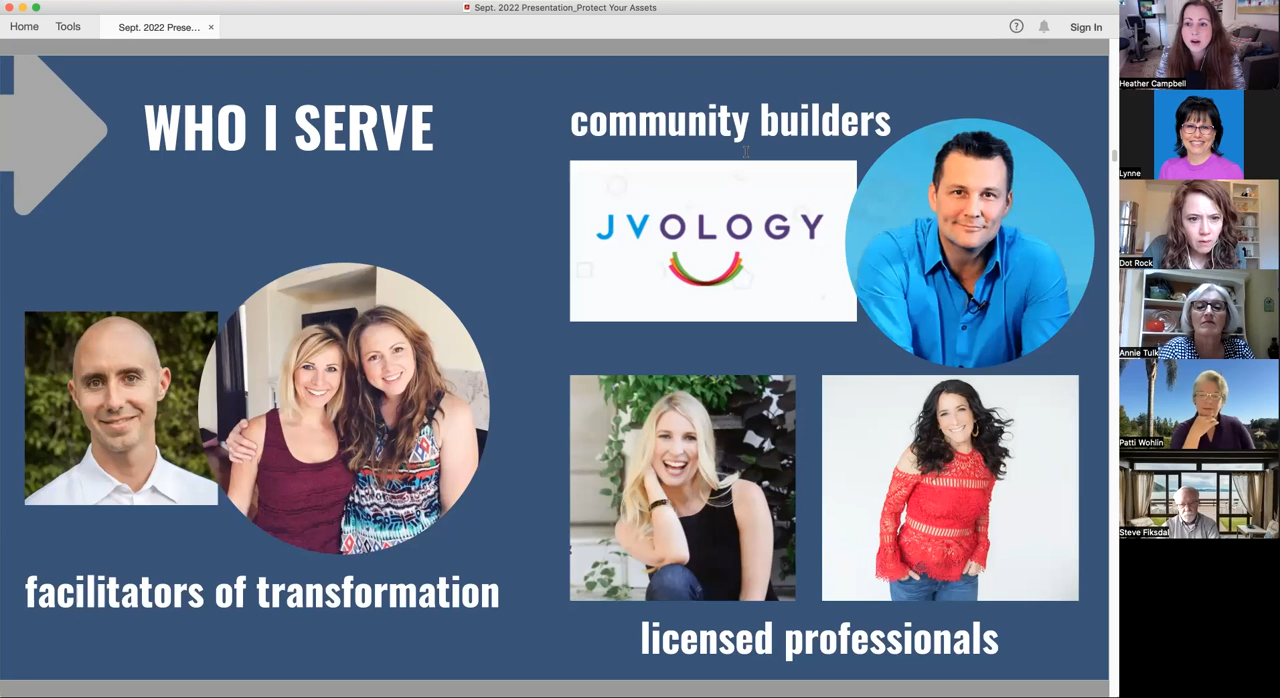 Sept. 2022 Presentation_Protect Your Assets
Home Tools Sept. 2022 Prese... × ? Sign In
WHO I SERVE
community builders
JVOLOGY
facilitators of transformation
licensed professionals
Heather Campbell
Lynne
Dot Rock
Annie Tulk
Patti Wohlin
Steve Fiksdal